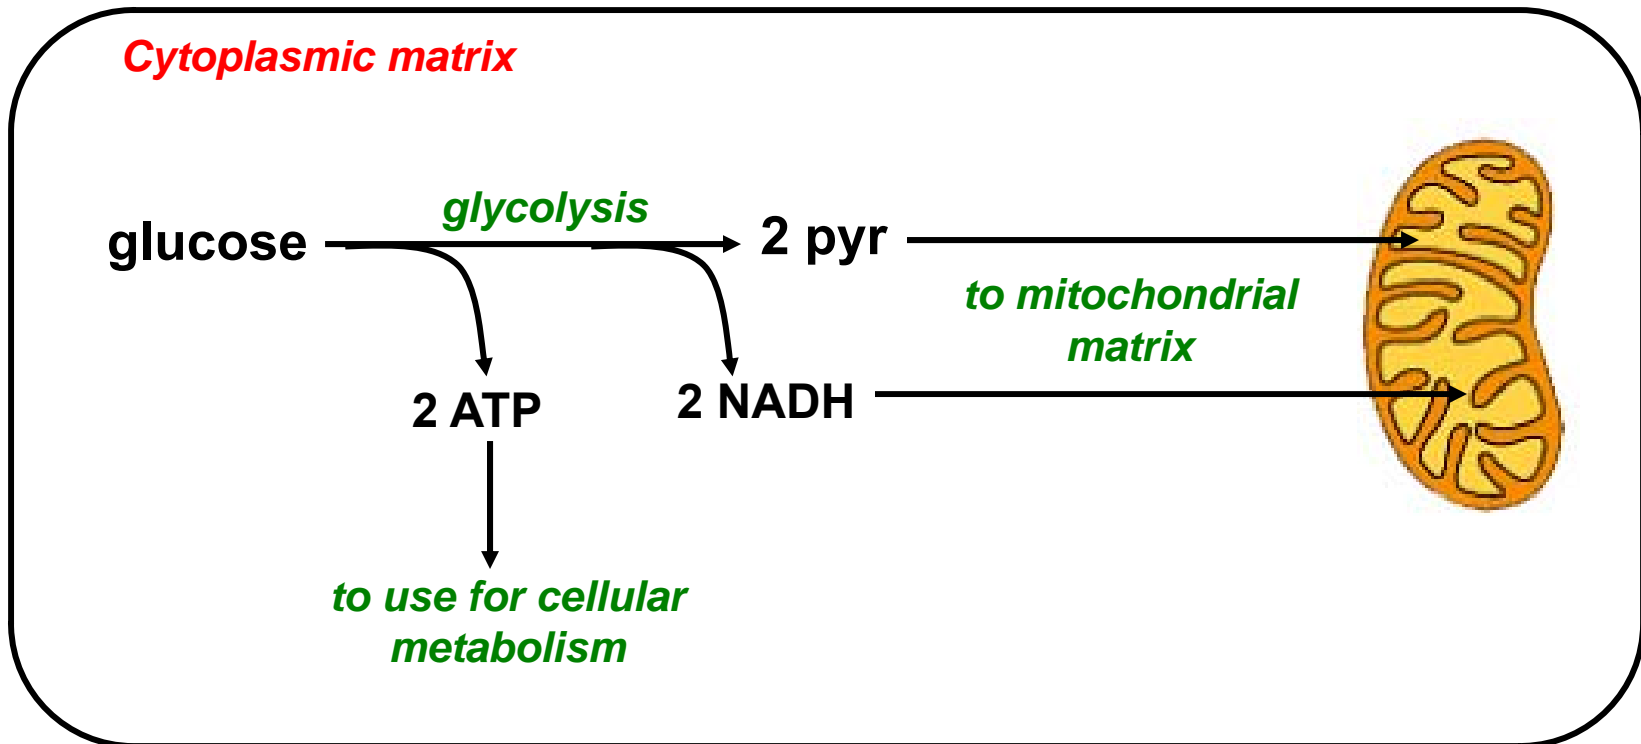 Cytoplasmic matrix
glycolysis
glucose
2 pyr
to mitochondrial
matrix
2 ATP
2 NADH
to use for cellular
metabolism